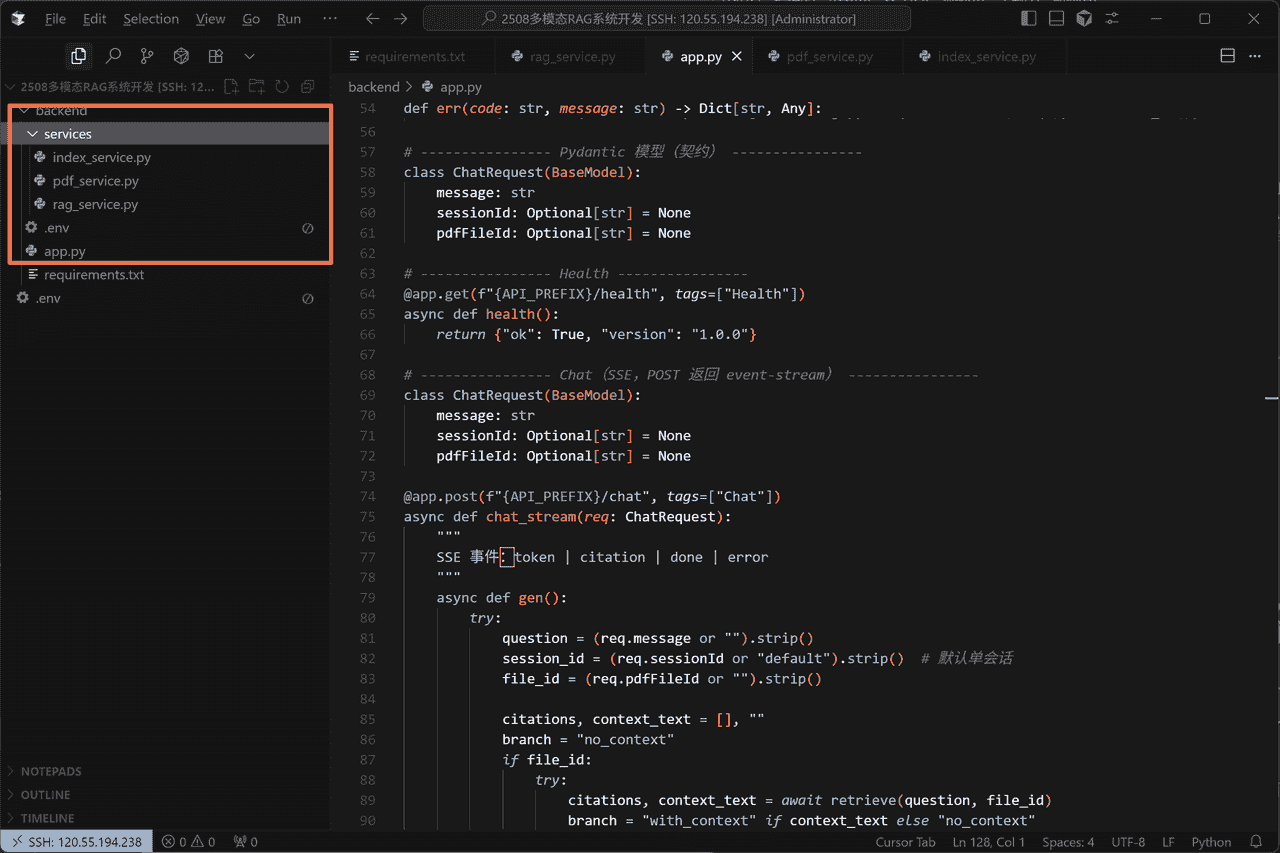 File Edit Selection View Go Run ··· 2508多模态RAG系统开发 [SSH: 120.55.194.238] [Administrator]
requirements.txt rag_service.py app.py pdf_service.py index_service.py
2508多模态RAG系统开发 [SSH: 12...
backend
services
index_service.py
pdf_service.py
rag_service.py
.env
app.py
requirements.txt
.env
NOTEPADS
OUTLINE
TIMELINE
backend > app.py
54 def err(code: str, message: str) -> Dict[str, Any]:
56
57 # ---------------- Pydantic 模型（契约） ----------------
58 class ChatRequest(BaseModel):
59 message: str
60 sessionId: Optional[str] = None
61 pdfFileId: Optional[str] = None
62
63 # ---------------- Health ----------------
64 @app.get(f"{API_PREFIX}/health", tags=["Health"])
65 async def health():
66 return {"ok": True, "version": "1.0.0"}
67
68 # ---------------- Chat（SSE，POST 返回 event-stream） ----------------
69 class ChatRequest(BaseModel):
70 message: str
71 sessionId: Optional[str] = None
72 pdfFileId: Optional[str] = None
73
74 @app.post(f"{API_PREFIX}/chat", tags=["Chat"])
75 async def chat_stream(req: ChatRequest):
76 """
77 SSE 事件：token | citation | done | error
78 """
79 async def gen():
80 try:
81 question = (req.message or "").strip()
82 session_id = (req.sessionId or "default").strip() # 默认单会话
83 file_id = (req.pdfFileId or "").strip()
84
85 citations, context_text = [], ""
86 branch = "no_context"
87 if file_id:
88 try:
89 citations, context_text = await retrieve(question, file_id)
90 branch = "with_context" if context_text else "no_context"
SSH: 120.55.194.238 0 0 0 Cursor Tab Ln 128, Col 1 Spaces: 4 UTF-8 LF Python